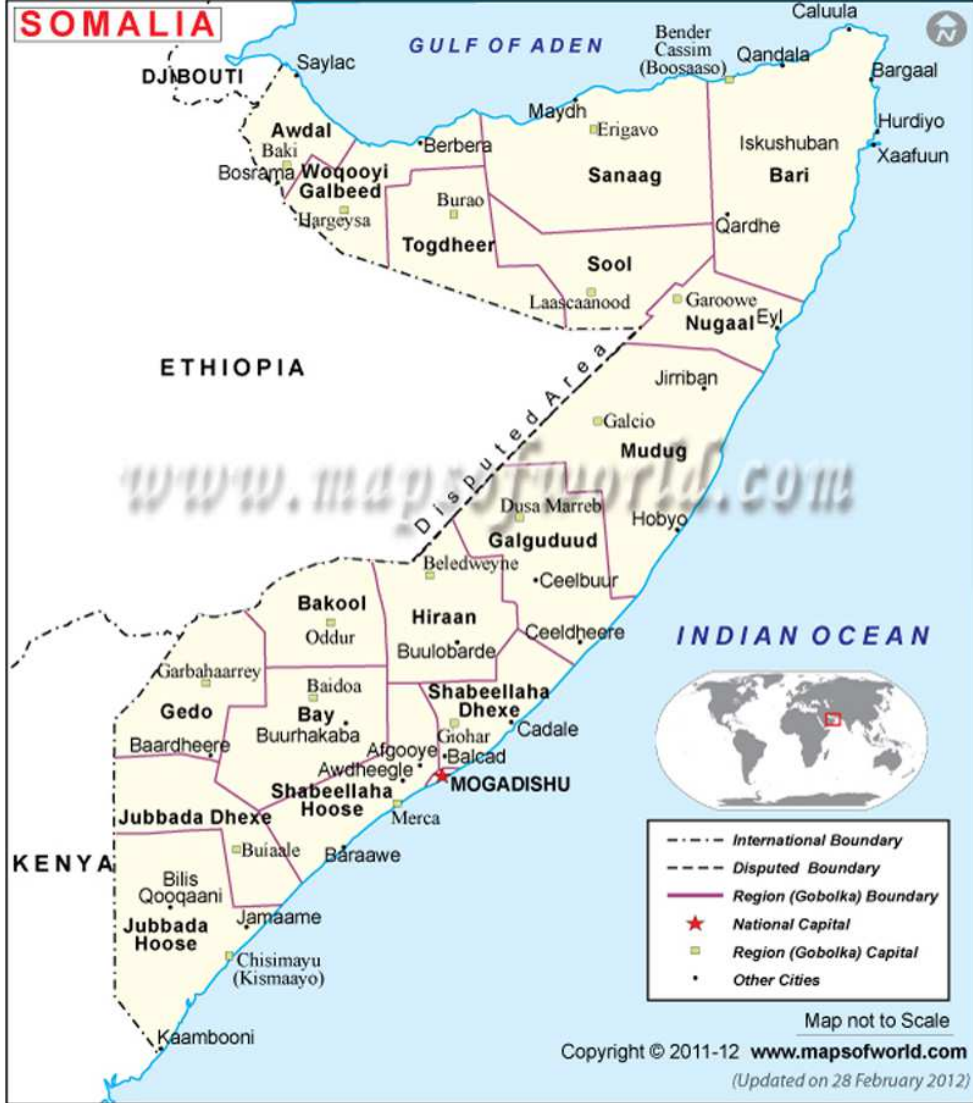 SOMALIA
GULF OF ADEN
Caluula
N
Bender
Cassim
(Boosaaso)
Qandala
Bargaal
DJIBOUTI
Saylac
Maydh
Hurdiyo
Awdal
Baki
Berbera
Erigavo
Iskushuban
Xaafuun
Bosrama
Woqooyi
Galbeed
Sanaag
Bari
Hargeysa
Burao
Togdheer
Qardhe
Sool
Laascaanood
Garoowe
Nugaal
Eyl
ETHIOPIA
Disputed Area
Jirriban
Galcio
Mudug
www.mapsofworld.com
Dusa Marreb
Hobyo
Galguduud
Beledweyne
Ceelbuur
Bakool
Oddur
Hiraan
Buulobarde
Ceeldheere
INDIAN OCEAN
Garbahaarrey
Gedo
Baidoa
Bay
Buurhakaba
Shabeellaha
Dhexe
Giohar
Cadale
Baardheere
Afgooye
Balcad
Awdheegle
MOGADISHU
Shabeellaha
Hoose
Merca
Jubbada Dhexe
Buiaale
Baraawe
KENYA
Bilis
Qooqaani
Jubbada
Hoose
Jamaame
Chisimayu
(Kismaayo)
Kaambooni
International Boundary
Disputed Boundary
Region (Gobolka) Boundary
National Capital
Region (Gobolka) Capital
Other Cities
Map not to Scale
Copyright © 2011-12 www.mapsofworld.com
(Updated on 28 February 2012)